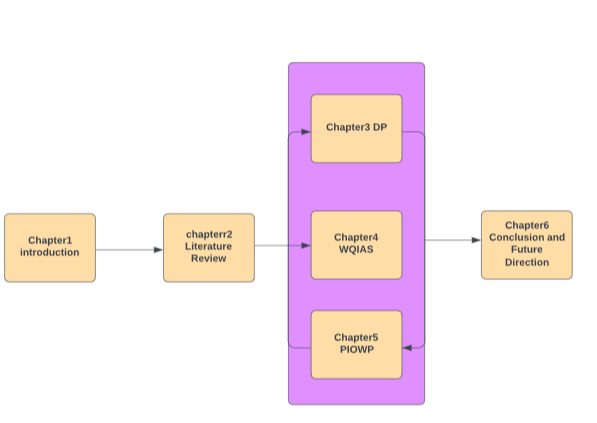 Chapter1
introduction
chapterr2
Literature
Review
Chapter3 DP
Chapter4
WQIAS
Chapter5
PIOWP
Chapter6
Conclusion and
Future
Direction